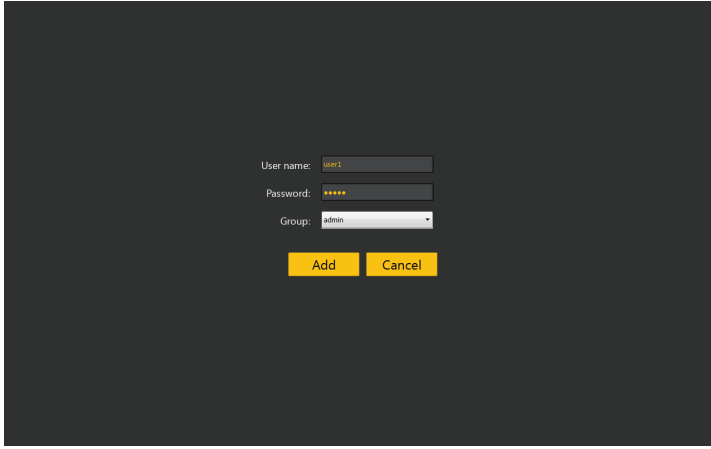 User name: user1
Password: •••••
Group: admin
Add Cancel